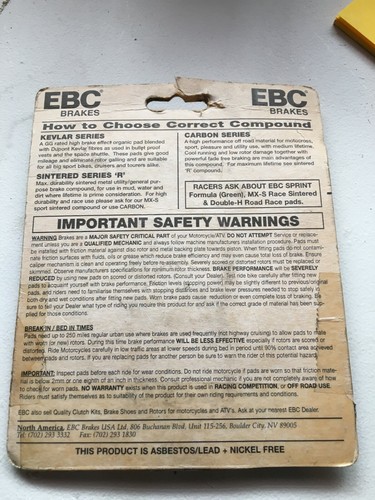 EBC BRAKES EBC BRAKES
How to Choose Correct Compound
KEVLAR SERIES
A GG rated high brake effect organic pad blended
with Dupont Kevlar fibres as used in bullet proof
vests and the space shuttle. These pads give good
mileage and eliminate rotor galling and are suitable
for all big sport bikes, cruisers and tourers alike.
SINTERED SERIES 'R'
Max. durability sintered metal utility/general pur-
pose brake compound, for use in mud, water and
dirt where lifetime is prime consideration. For high
durability and race use please ask for our MX-S
sport sintered compound or use CARBON.
CARBON SERIES
A high performance off road material for motocross,
sport, pleasure and utility use, with medium lifetime.
Cool running and low rotor damage together with
powerful fade free braking are main advantages of
this compound. For maximum lifetime see sintered
'R' compound.
RACERS ASK ABOUT EBC SPRINT
Formula (Green), MX-S Race Sintered
& Double-H Road Race pads.
IMPORTANT SAFETY WARNINGS
WARNING Brakes are a MAJOR SAFETY CRITICAL PART of your Motorcycle/ATV. DO NOT ATTEMPT Service or replace-
ment unless you are a QUALIFIED MECHANIC and always follow machine manufacturers installation procedure. Pads must
be installed with friction material against disc rotor and metal backing plate towards piston. When fitting pads do not contami-
nate friction surfaces with fluids, oils or grease which reduce brake efficiency and may even cause total loss of brake. Ensure
caliper mechanism is clean and operating freely before re-assembly. Severely scored or distorted rotors must be replaced
skimmed. Observe manufacturers specifications for minimum rotor thickness. BRAKE PERFORMANCE will be SEVERELY
REDUCED by using new pads on scored or distorted rotors. (Consult your Dealer). Test ride carefully after fitting new
pads to acquaint yourself with brake performance, Friction levels (stopping power) may be slightly different to previous/original
pads, and riders need to familiarise themselves with stopping distances and brake lever pressures needed to stop safely in
both dry and wet conditions after fitting new pads. Worn brake pads cause reduction or even complete loss of braking. Be
sure to tell your Dealer what type of riding you require this product for and ask if the correct type of material has been sup-
plied for those conditions.
BREAK IN / BED IN TIMES
Pads need up to 250 miles regular urban use where brakes are used frequently (not highway cruising) to allow pads to mate
with worn (or new) rotors. During this time brake performance WILL BE LESS EFFECTIVE especially if rotors are scored or
distorted. Ride Motorcycles carefully in low traffic areas at lower speeds during bed in period until 90% contact area achieved
between pads and rotors. If you are replacing pads for another person be sure to warn the rider of this potential hazard.
IMPORTANT: Inspect pads before each ride for wear conditions. Do not ride motorcycle if pads are worn so that friction mate-
rial is below 2mm or one eighth of an inch in thickness. Consult professional mechanic if you are not completely aware of how
to check for worn pads. NO WARRANTY exists when this product is used in RACING COMPETITION, or OFF ROAD USE.
Riders must satisfy themselves as to suitability of the product for their own riding requirements and conditions.
EBC also sell Quality Clutch Kits, Brake Shoes and Rotors for motorcycles and ATV's. Ask at your nearest EBC Dealer.
North America. EBC Brakes USA Ltd. 806 Buchanan Blvd. Unit 115-256, Boulder City, NV 89005
Tel: (702) 293 3332 Fax: (702) 293 1830
THIS PRODUCT IS ASBESTOS/LEAD + NICKEL FREE